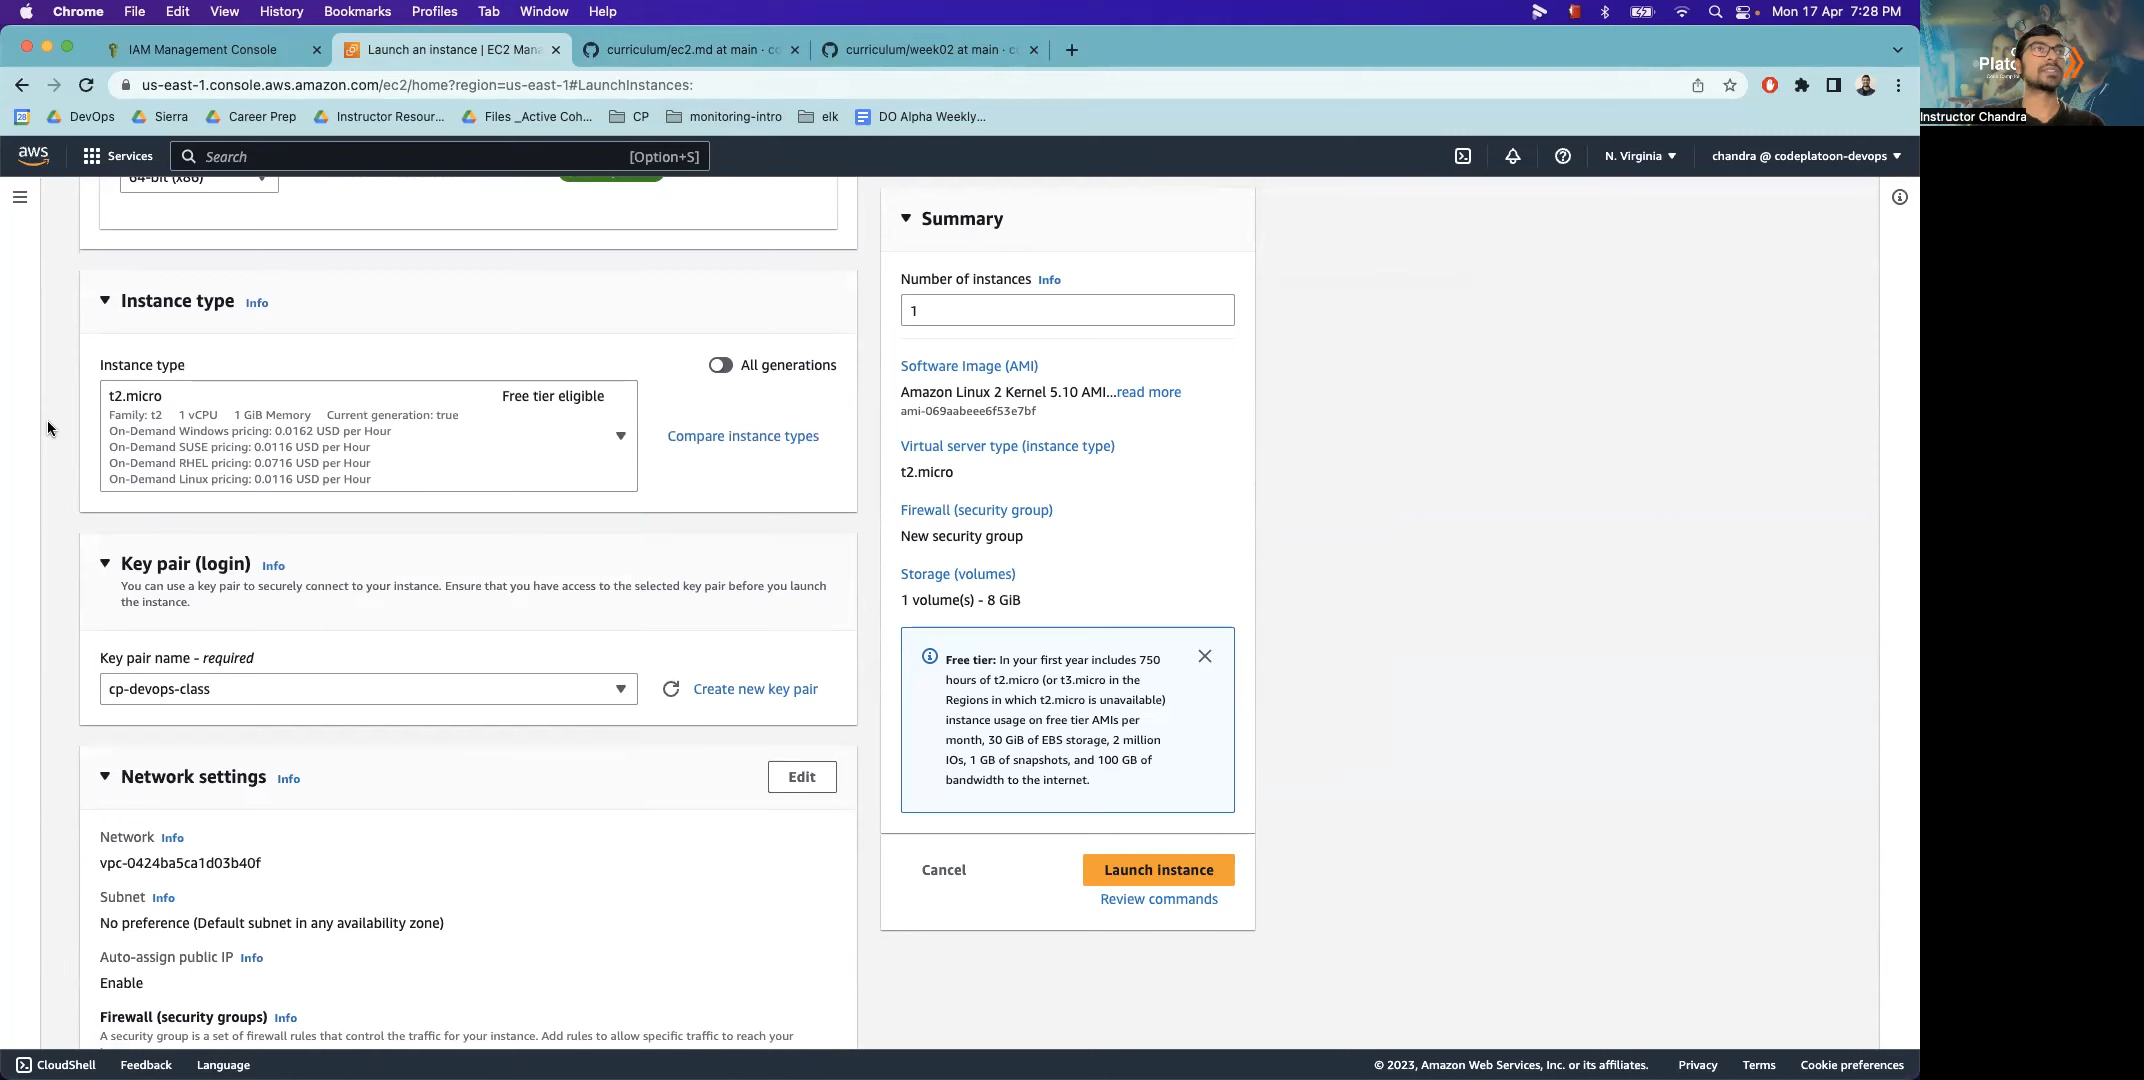 Chrome File Edit View History Bookmarks Profiles Tab Window Help Mon 17 Apr 7:28 PM
IAM Management Console Launch an instance | EC2 Mana curriculum/ec2.md at main · co curriculum/week02 at main · co
us-east-1.console.aws.amazon.com/ec2/home?region=us-east-1#LaunchInstances:
28 DevOps Sierra Career Prep Instructor Resour... Files _Active Coh... CP monitoring-intro elk DO Alpha Weekly...
Instructor Chandra
aws Services Search [Option+S] N. Virginia chandra @ codeplatoon-devops
64-bit (x86)
Instance type Info
Instance type All generations
t2.micro Free tier eligible
Family: t2 1 vCPU 1 GiB Memory Current generation: true
On-Demand Windows pricing: 0.0162 USD per Hour
On-Demand SUSE pricing: 0.0116 USD per Hour
On-Demand RHEL pricing: 0.0716 USD per Hour
On-Demand Linux pricing: 0.0116 USD per Hour
Compare instance types
Key pair (login) Info
You can use a key pair to securely connect to your instance. Ensure that you have access to the selected key pair before you launch
the instance.
Key pair name - required
cp-devops-class Create new key pair
Network settings Info Edit
Network Info
vpc-0424ba5ca1d03b40f
Subnet Info
No preference (Default subnet in any availability zone)
Auto-assign public IP Info
Enable
Firewall (security groups) Info
A security group is a set of firewall rules that control the traffic for your instance. Add rules to allow specific traffic to reach your
Summary
Number of instances Info
1
Software Image (AMI)
Amazon Linux 2 Kernel 5.10 AMI...read more
ami-069aabeee6f53e7bf
Virtual server type (instance type)
t2.micro
Firewall (security group)
New security group
Storage (volumes)
1 volume(s) - 8 GiB
Free tier: In your first year includes 750
hours of t2.micro (or t3.micro in the
Regions in which t2.micro is unavailable)
instance usage on free tier AMIs per
month, 30 GiB of EBS storage, 2 million
IOs, 1 GB of snapshots, and 100 GB of
bandwidth to the internet.
Cancel Launch instance
Review commands
CloudShell Feedback Language © 2023, Amazon Web Services, Inc. or its affiliates. Privacy Terms Cookie preferences